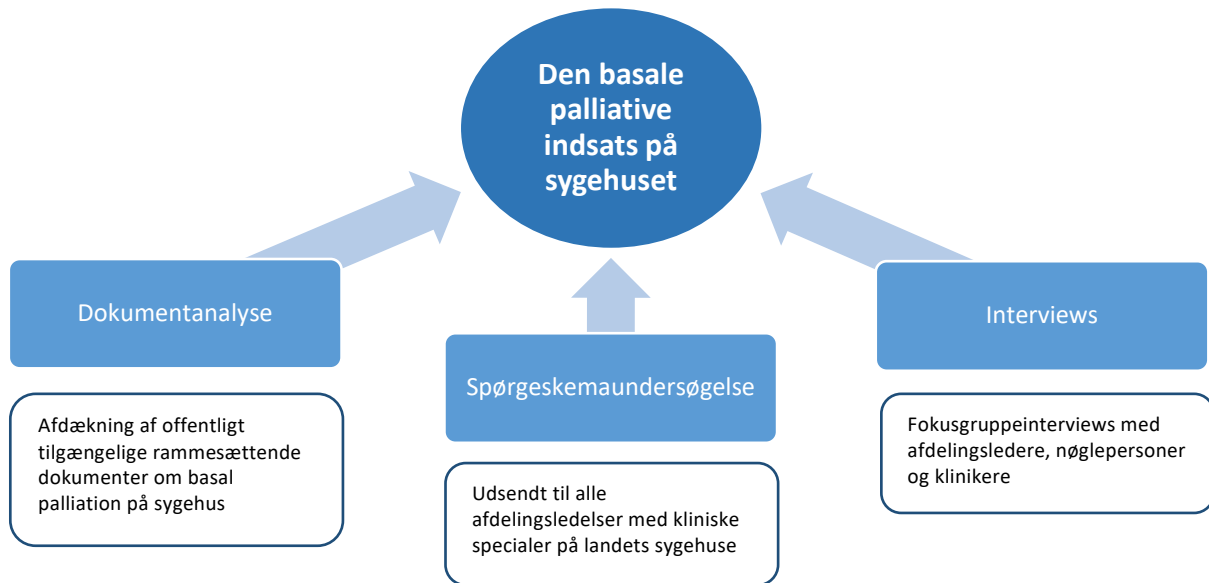 Den basale
palliative
indsats på
sygehuset
Dokumentanalyse
Afdækning af offentligt
tilgængelige rammesættende
dokumenter om basal
palliation på sygehus
Spørgeskemaundersøgelse
Udsendt til alle
afdelingsledelser med kliniske
specialer på landets sygehuse
Interviews
Fokusgruppeinterviews med
afdelingsledere, nøglepersoner
og klinikere